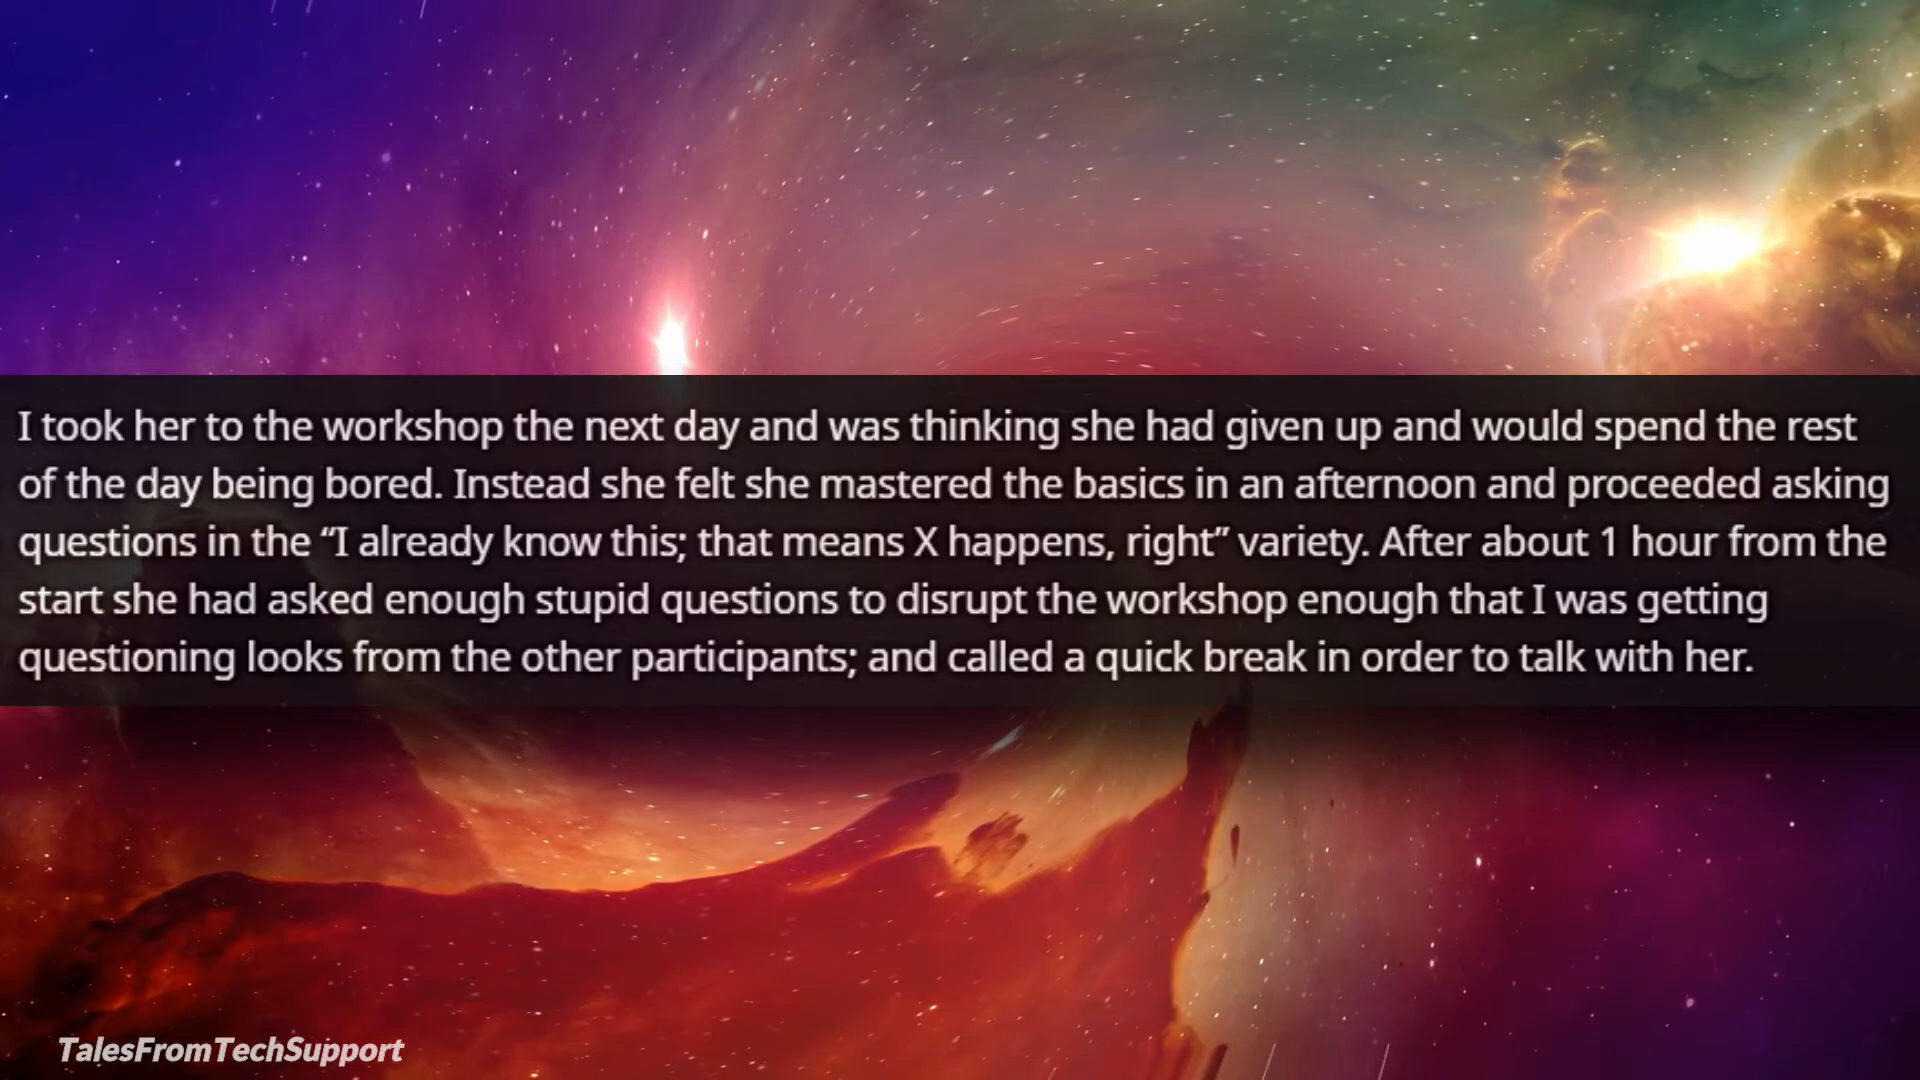 I took her to the workshop the next day and was thinking she had given up and would spend the rest
of the day being bored. Instead she felt she mastered the basics in an afternoon and proceeded asking
questions in the “I already know this; that means X happens, right” variety. After about 1 hour from the
start she had asked enough stupid questions to disrupt the workshop enough that I was getting
questioning looks from the other participants; and called a quick break in order to talk with her.
TalesFromTechSupport